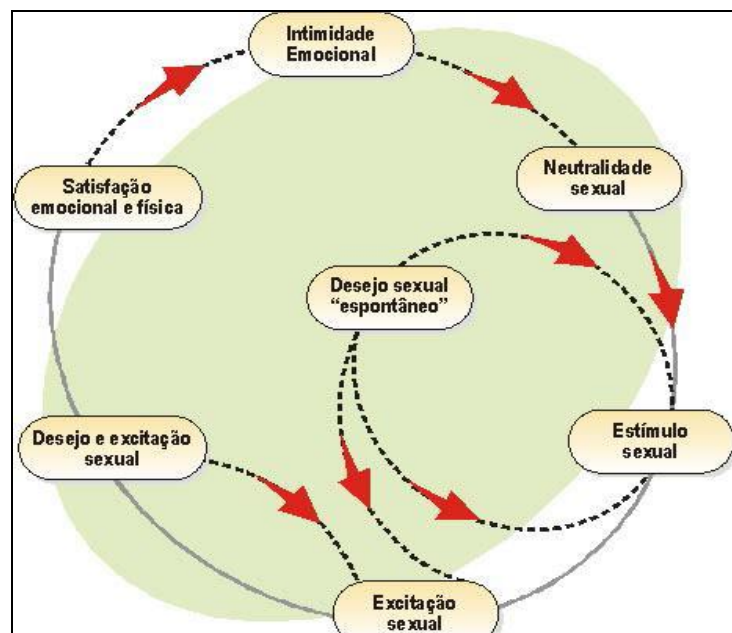 Intimidade
Emocional
Neutralidade
sexual
Satisfação
emocional e física
Desejo sexual
“espontâneo”
Estímulo
sexual
Desejo e excitação
sexual
Excitação
sexual